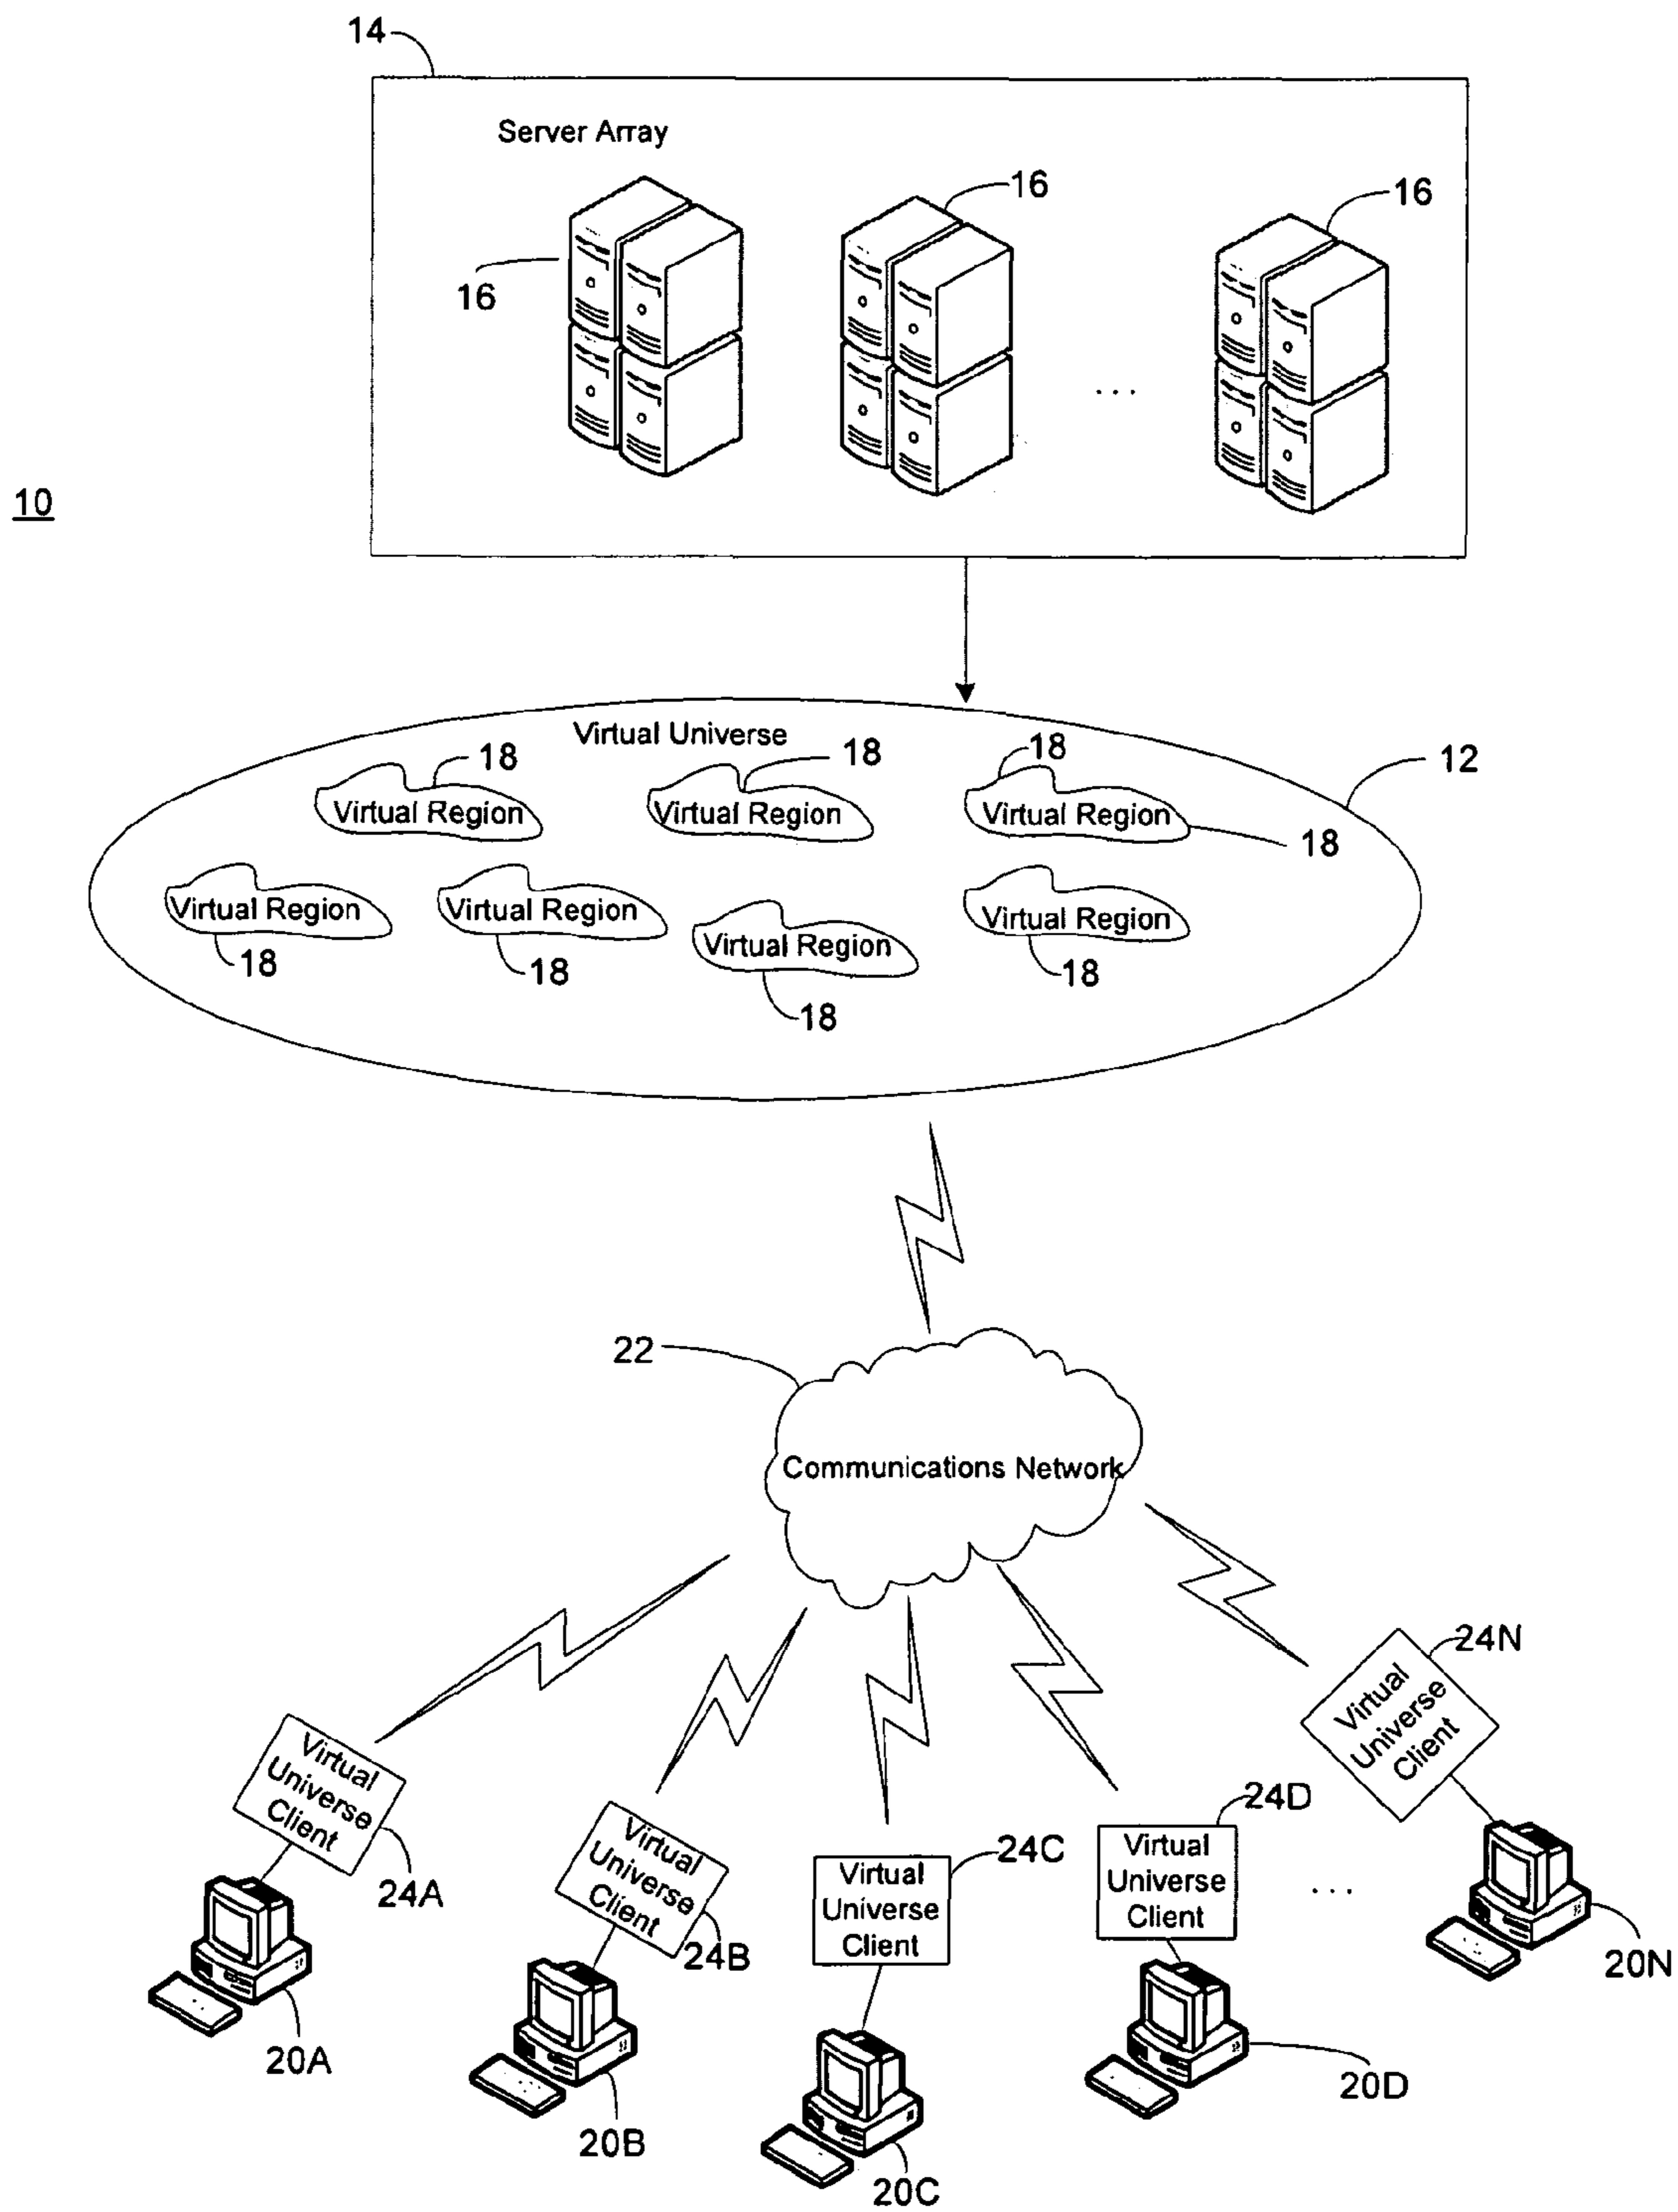 14
Server Array
16
16
16
10
Virtual Universe
18
18
18
12
Virtual Region
Virtual Region
Virtual Region
18
Virtual Region
Virtual Region
Virtual Region
Virtual Region
18
18
18
18
22
Communications Network
24N
Virtual
Universe
Client
24D
Virtual
Universe
Client
24A
Virtual
Universe
Client
24B
Virtual
Universe
Client
24C
Virtual
Universe
Client
...
...
20N
20A
20D
20B
20C